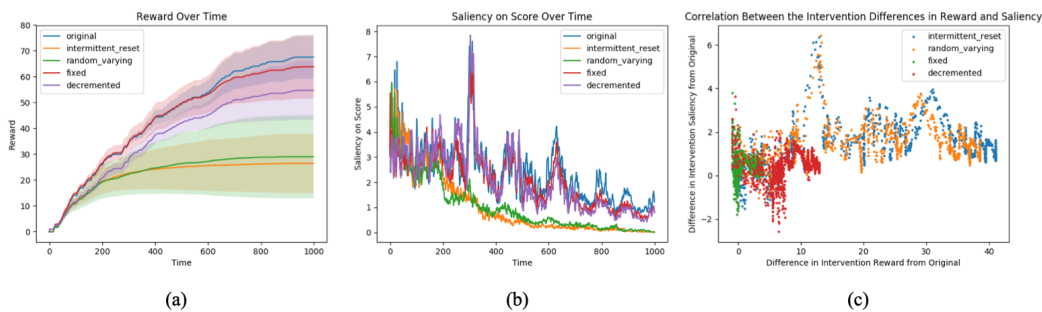 Reward Over Time
Reward
80
70
60
50
40
30
20
10
0
original
intermittent_reset
random_varying
fixed
decremented
0 200 400 600 800 1000
Time
(a)
Saliency on Score Over Time
Saliency on Score
8
7
6
5
4
3
2
1
0
original
intermittent_reset
random_varying
fixed
decremented
0 200 400 600 800 1000
Time
(b)
Correlation Between the Intervention Differences in Reward and Saliency
Difference in Intervention Saliency from Original
6
4
2
0
−2
intermittent_reset
random_varying
fixed
decremented
0 10 20 30 40
Difference in Intervention Reward from Original
(c)